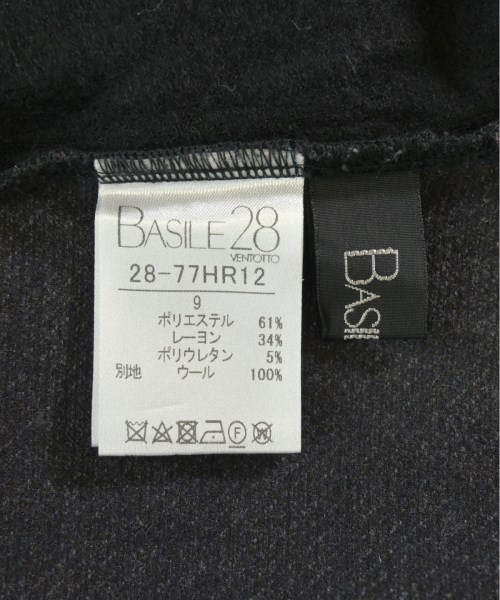 BASILE28
VENTOTTO
28-77HR12
9
ポリエステル 61%
レーヨン 34%
ポリウレタン 5%
別地 ウール 100%
F W
BASI